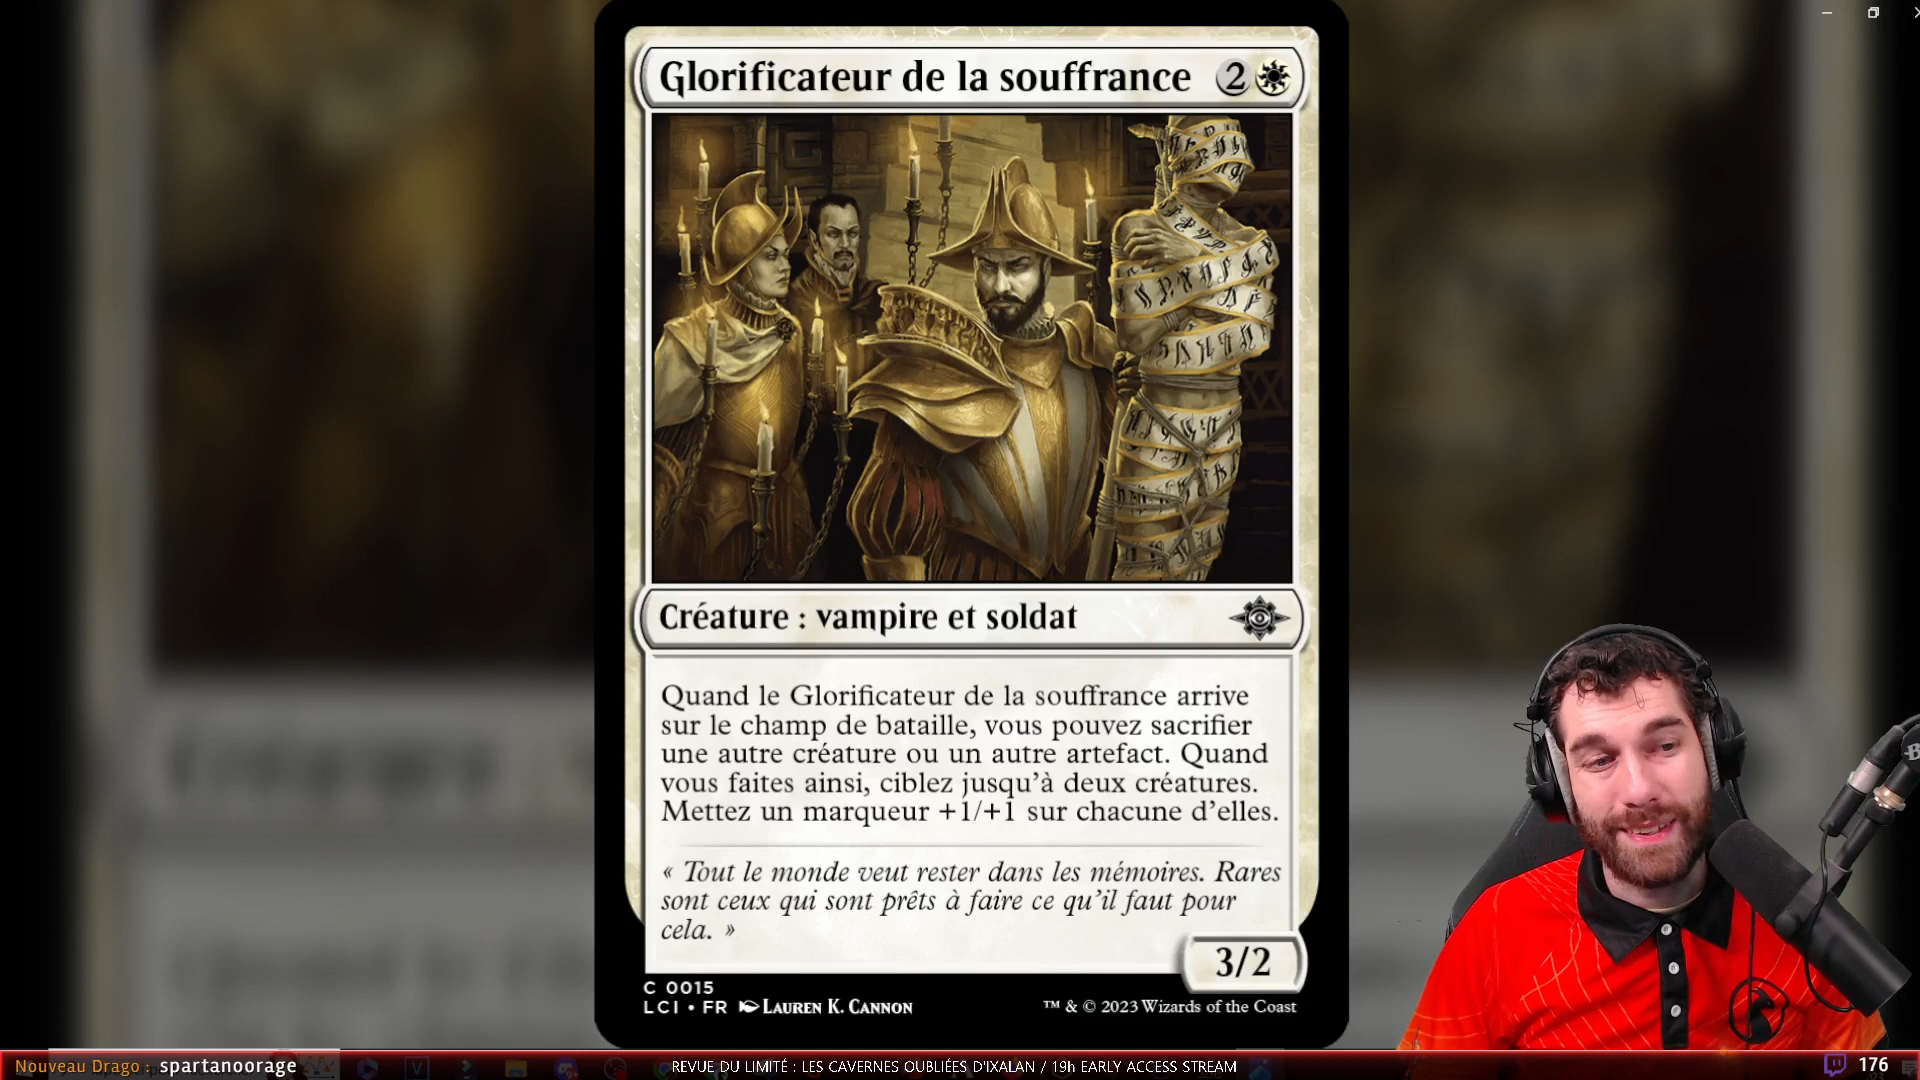 Glorificateur de la souffrance 2
Créature : vampire et soldat
Quand le Glorificateur de la souffrance arrive
sur le champ de bataille, vous pouvez sacrifier
une autre créature ou un autre artefact. Quand
vous faites ainsi, ciblez jusqu'à deux créatures.
Mettez un marqueur +1/+1 sur chacune d'elles.
« Tout le monde veut rester dans les mémoires. Rares
sont ceux qui sont prêts à faire ce qu'il faut pour
cela. »
3/2
C 0015
LCI • FR LAUREN K. CANNON
™ & © 2023 Wizards of the Coast
Nouveau Drago : spartanoorage
REVUE DU LIMITÉ : LES CAVERNES OUBLIÉES D'IXALAN / 19h EARLY ACCESS STREAM
176